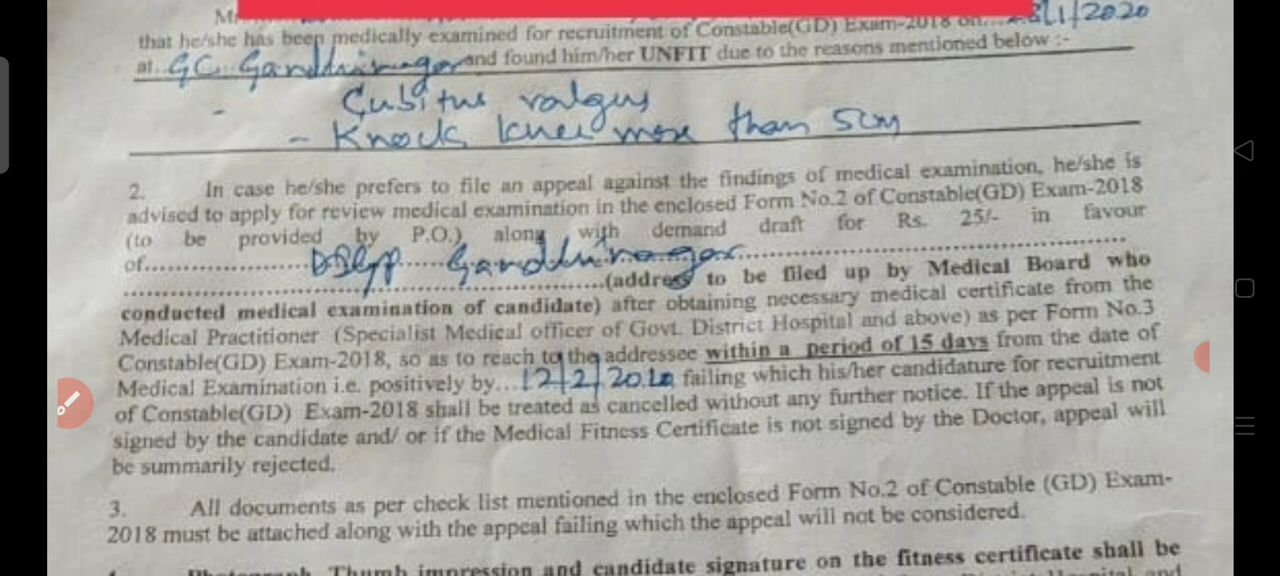 that he/she has been medically examined for recruitment of Constable(GD) Exam-2018 on... /1/2020
at..GC Gandhinagar and found him/her UNFIT due to the reasons mentioned below :-
- Cubitus valgus
- Knock knee more than 5cm
2. In case he/she prefers to file an appeal against the findings of medical examination, he/she is
advised to apply for review medical examination in the enclosed Form No.2 of Constable(GD) Exam-2018
(to be provided by P.O.) along with demand draft for Rs. 25/- in favour
of.................... Gandhinagar....................
....................(address to be filed up by Medical Board who
conducted medical examination of candidate) after obtaining necessary medical certificate from the
Medical Practitioner (Specialist Medical officer of Govt. District Hospital and above) as per Form No.3
Constable(GD) Exam-2018, so as to reach to the addressee within a period of 15 days from the date of
Medical Examination i.e. positively by...12/2/2020 failing which his/her candidature for recruitment
of Constable(GD) Exam-2018 shall be treated as cancelled without any further notice. If the appeal is not
signed by the candidate and/ or if the Medical Fitness Certificate is not signed by the Doctor, appeal will
be summarily rejected.
3. All documents as per check list mentioned in the enclosed Form No.2 of Constable (GD) Exam-
2018 must be attached along with the appeal failing which the appeal will not be considered.
Photograph, Thumb impression and candidate signature on the fitness certificate shall be